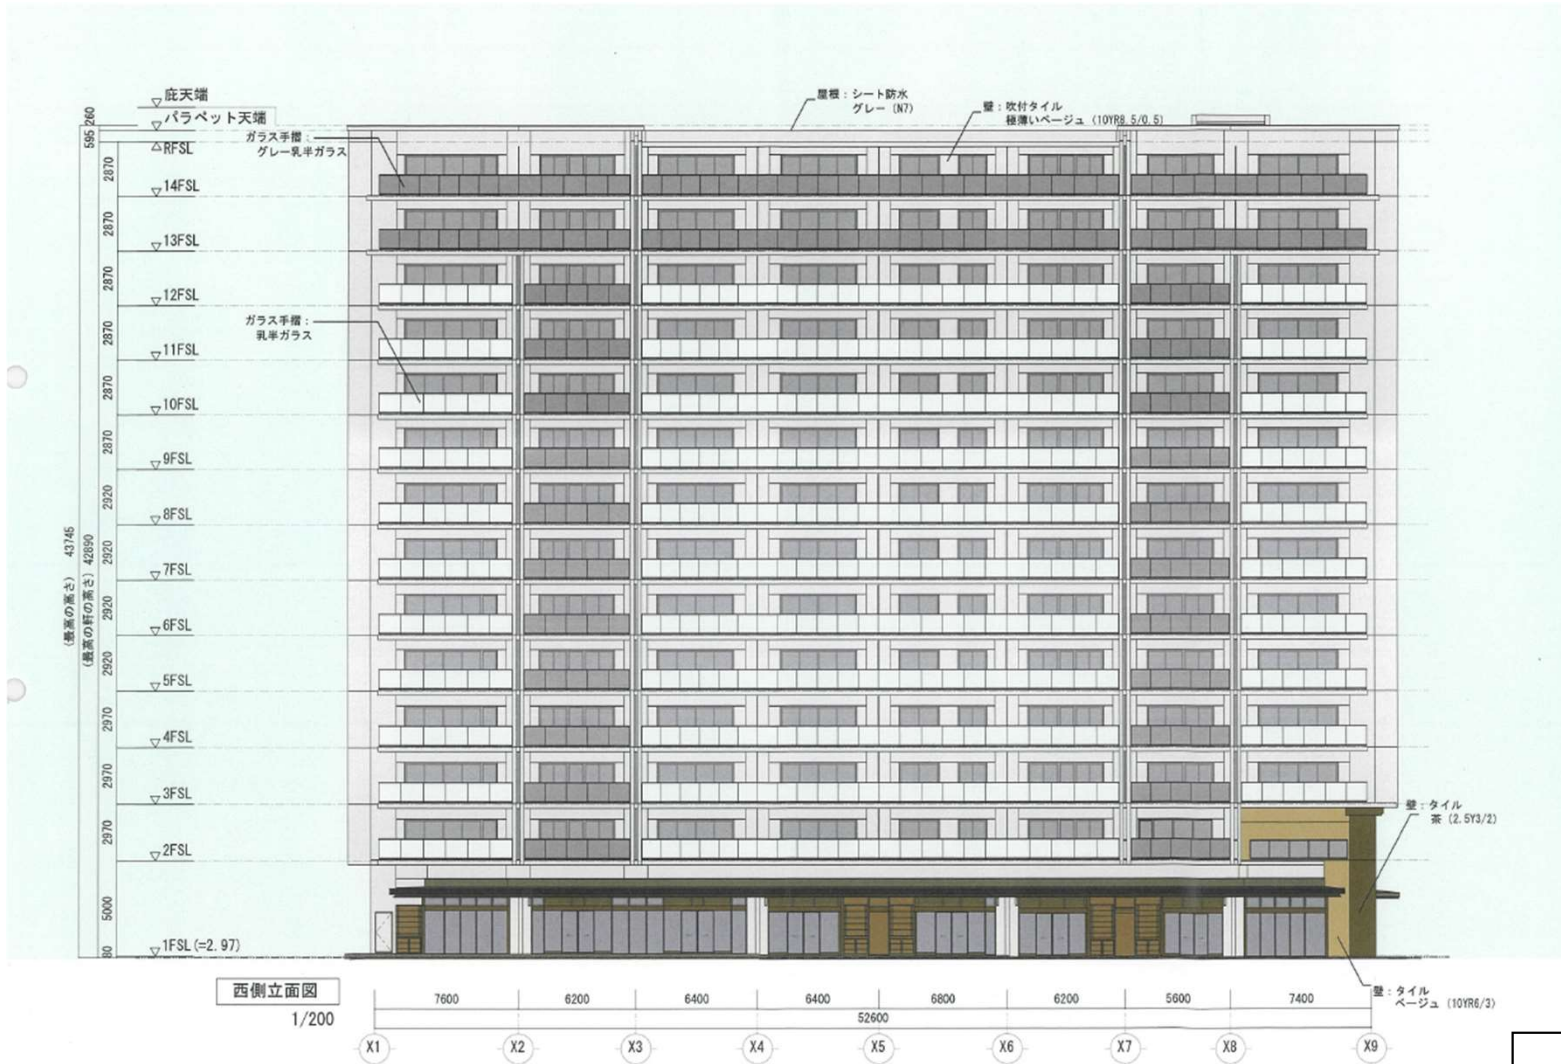 庇天端
パラペット天端
RFSL
14FSL
13FSL
12FSL
11FSL
10FSL
9FSL
8FSL
7FSL
6FSL
5FSL
4FSL
3FSL
2FSL
1FSL(=2.97)
260
595
2870
2870
2870
2870
2870
2870
2920
2920
2920
2920
2970
2970
2970
5000
80
(最高の高さ) 43745
(最高の軒の高さ) 42890
ガラス手摺:
グレー乳半ガラス
ガラス手摺:
乳半ガラス
屋根:シート防水
グレー(N7)
壁:吹付タイル
極薄いベージュ(10YR8.5/0.5)
壁:タイル
茶(2.5Y3/2)
壁:タイル
ベージュ(10YR6/3)
西側立面図
1/200
7600 6200 6400 6400 6800 6200 5600 7400
52600
X1 X2 X3 X4 X5 X6 X7 X8 X9